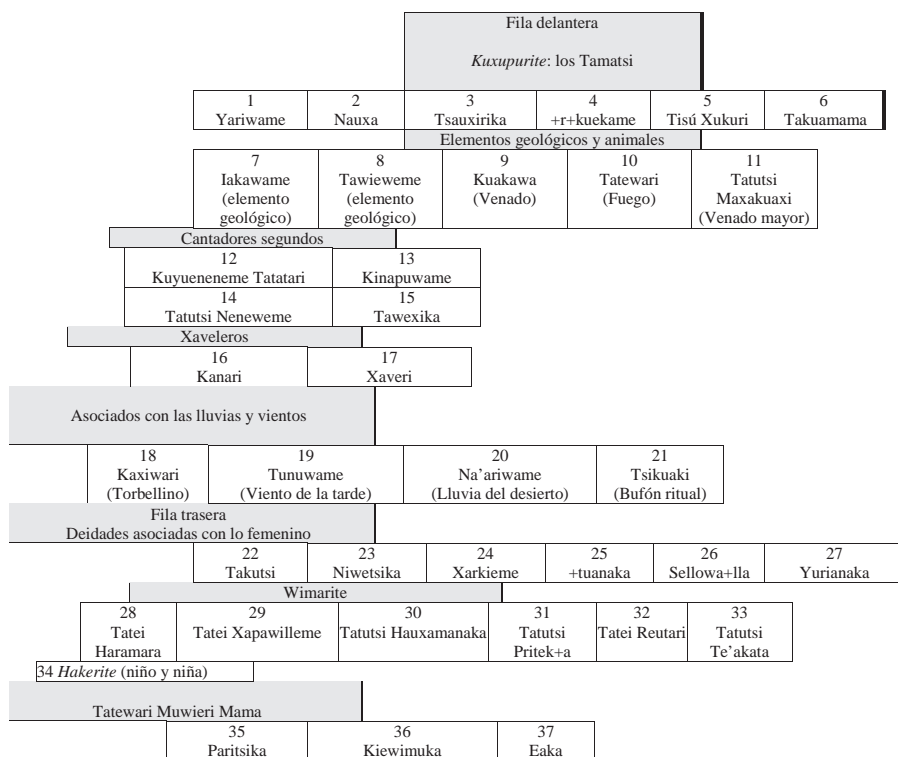 Fila delantera
Kuxupurite: los Tamatsi
1 2 3 4 5 6
Yariwame Nauxa Tsauxirika +r+kuekame Tisú Xukuri Takuamama
Elementos geológicos y animales
7 8 9 10 11
Iakawame Tawieweme Kuakawa Tatewari Tatutsi
(elemento (elemento (Venado) (Fuego) Maxakuaxi
geológico) geológico) (Venado mayor)
Cantadores segundos
12 13
Kuyueneneme Tatatari Kinapuwame
14 15
Tatutsi Neneweme Tawexika
Xaveleros
16 17
Kanari Xaveri
Asociados con las lluvias y vientos
18 19 20 21
Kaxiwari Tunuwame Na’ariwame Tsikuaki
(Torbellino) (Viento de la tarde) (Lluvia del desierto) (Bufón ritual)
Fila trasera
Deidades asociadas con lo femenino
22 23 24 25 26 27
Takutsi Niwetsika Xarkieme +tuanaka Sellowa+lla Yurianaka
Wimarite
28 29 30 31 32 33
Tatei Tatei Xapawilleme Tatutsi Hauxamanaka Tatutsi Tatei Reutari Tatutsi
Haramara Pritek+a Te’akata
34 Hakerite (niño y niña)
Tatewari Muwieri Mama
35 36 37
Paritsika Kiewimuka Eaka